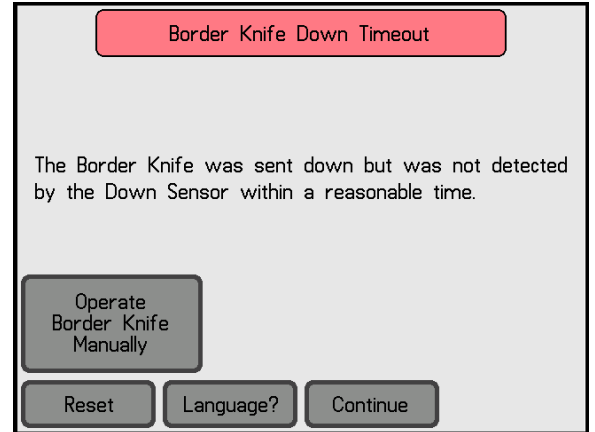 Border Knife Down Timeout
The Border Knife was sent down but was not detected
by the Down Sensor within a reasonable time.
Operate
Border Knife
Manually
Reset
Language?
Continue